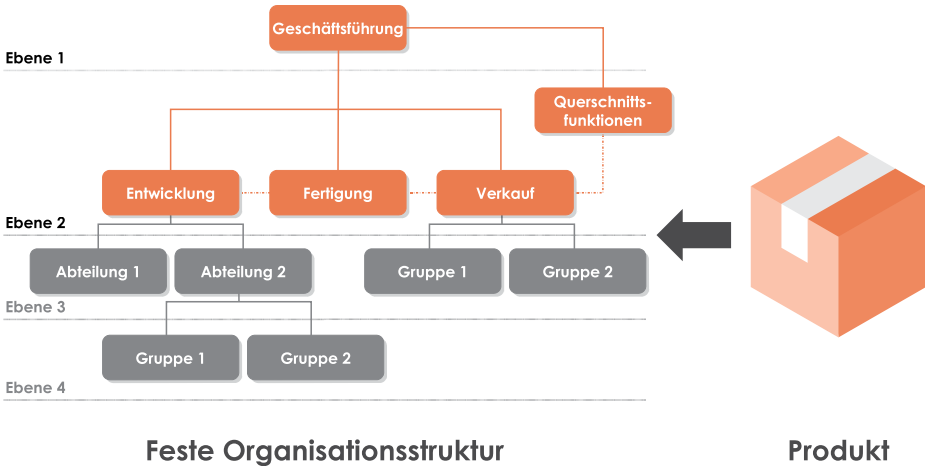 Geschäftsführung
Ebene 1
Querschnitts-
funktionen
Entwicklung
Fertigung
Verkauf
Ebene 2
Abteilung 1
Abteilung 2
Gruppe 1
Gruppe 2
Ebene 3
Gruppe 1
Gruppe 2
Ebene 4
Feste Organisationsstruktur
Produkt